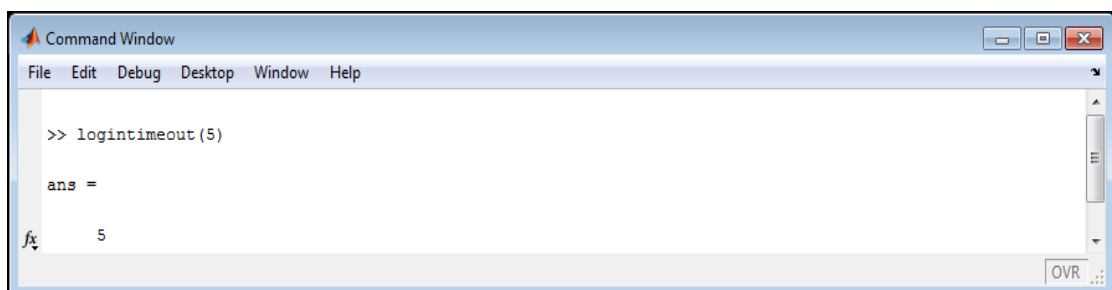 Command Window
File Edit Debug Desktop Window Help
>> logintimeout(5)
ans =
5
fx
OVR